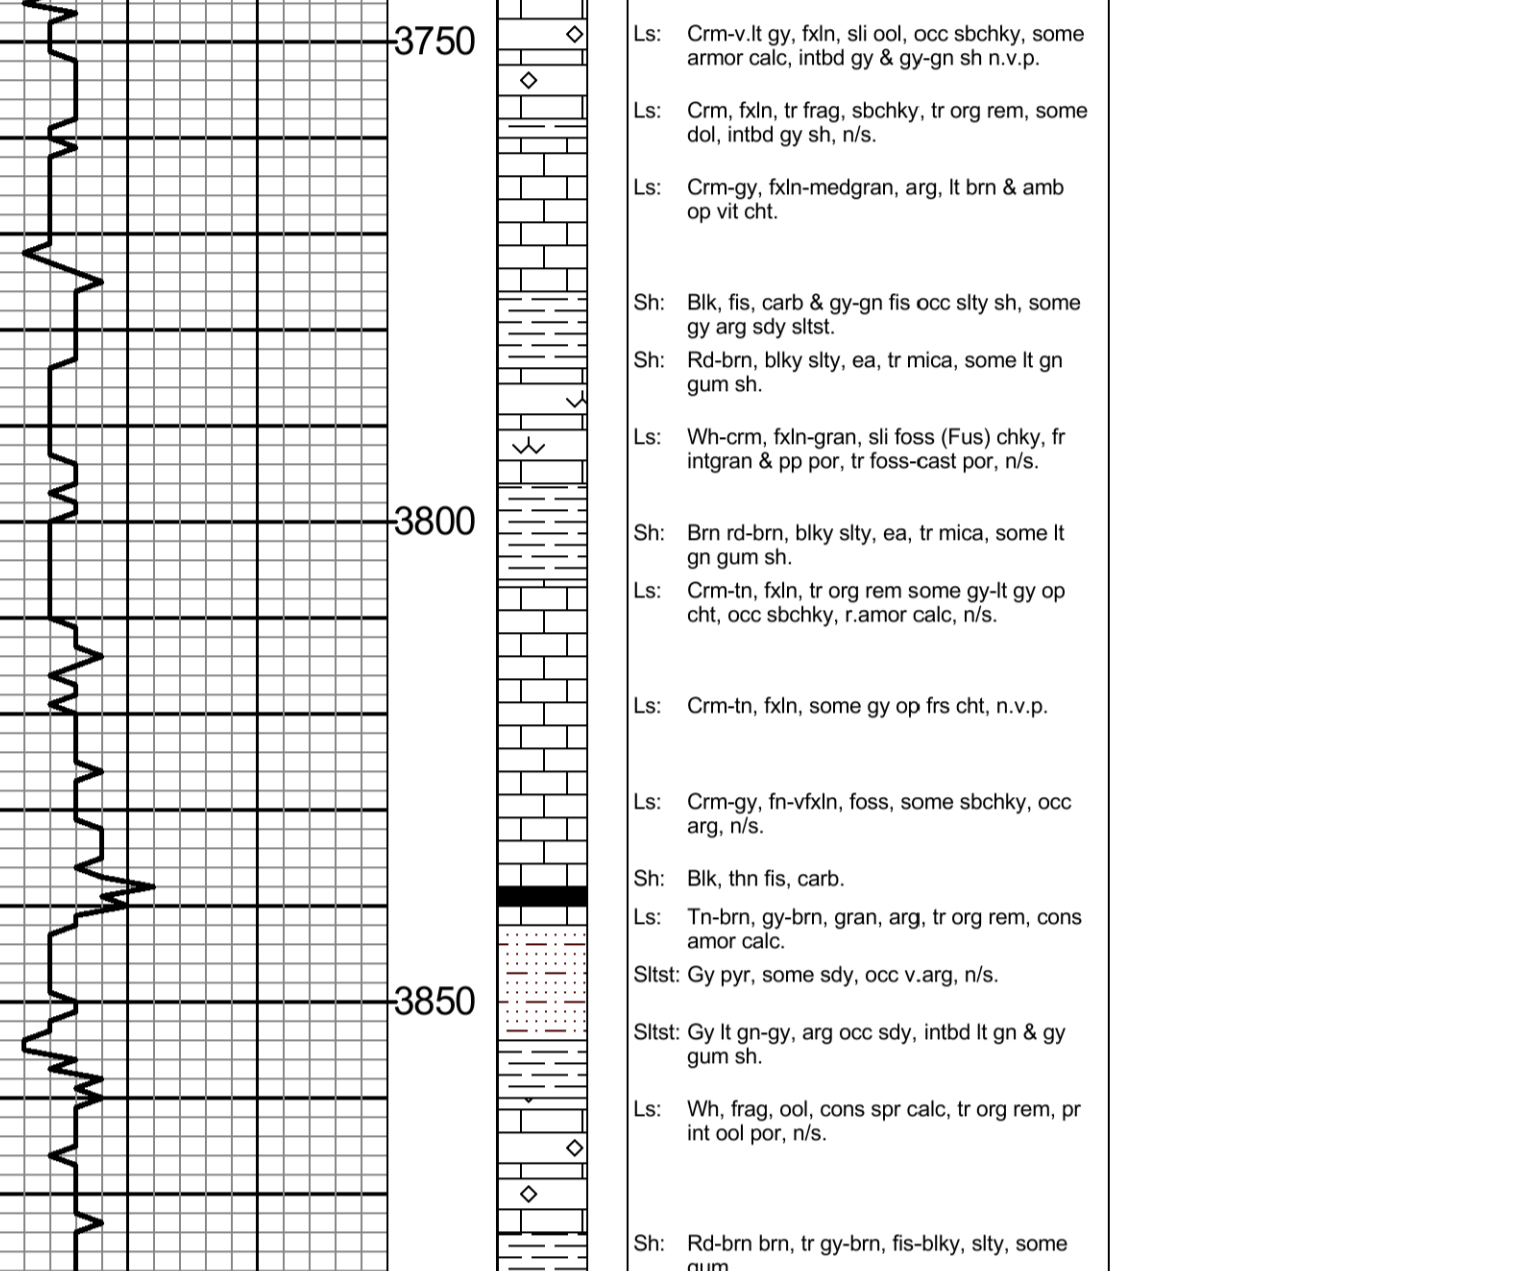 3750
Ls: Crm-v.lt gy, fxln, sli ool, occ sbchky, some
armor calc, intbd gy & gy-gn sh n.v.p.
Ls: Crm, fxln, tr frag, sbchky, tr org rem, some
dol, intbd gy sh, n/s.
Ls: Crm-gy, fxln-medgran, arg, lt brn & amb
op vit cht.
Sh: Blk, fis, carb & gy-gn fis occ slty sh, some
gy arg sdy sltst.
Sh: Rd-brn, blky slty, ea, tr mica, some lt gn
gum sh.
Ls: Wh-crm, fxln-gran, sli foss (Fus) chky, fr
intgran & pp por, tr foss-cast por, n/s.
3800
Sh: Brn rd-brn, blky slty, ea, tr mica, some lt
gn gum sh.
Ls: Crm-tn, fxln, tr org rem some gy-lt gy op
cht, occ sbchky, r.amor calc, n/s.
Ls: Crm-tn, fxln, some gy op frs cht, n.v.p.
Ls: Crm-gy, fn-vfxln, foss, some sbchky, occ
arg, n/s.
Sh: Blk, thn fis, carb.
Ls: Tn-brn, gy-brn, gran, arg, tr org rem, cons
amor calc.
Sltst: Gy pyr, some sdy, occ v.arg, n/s.
3850
Sltst: Gy lt gn-gy, arg occ sdy, intbd lt gn & gy
gum sh.
Ls: Wh, frag, ool, cons spr calc, tr org rem, pr
int ool por, n/s.
Sh: Rd-brn brn, tr gy-brn, fis-blky, slty, some
gum